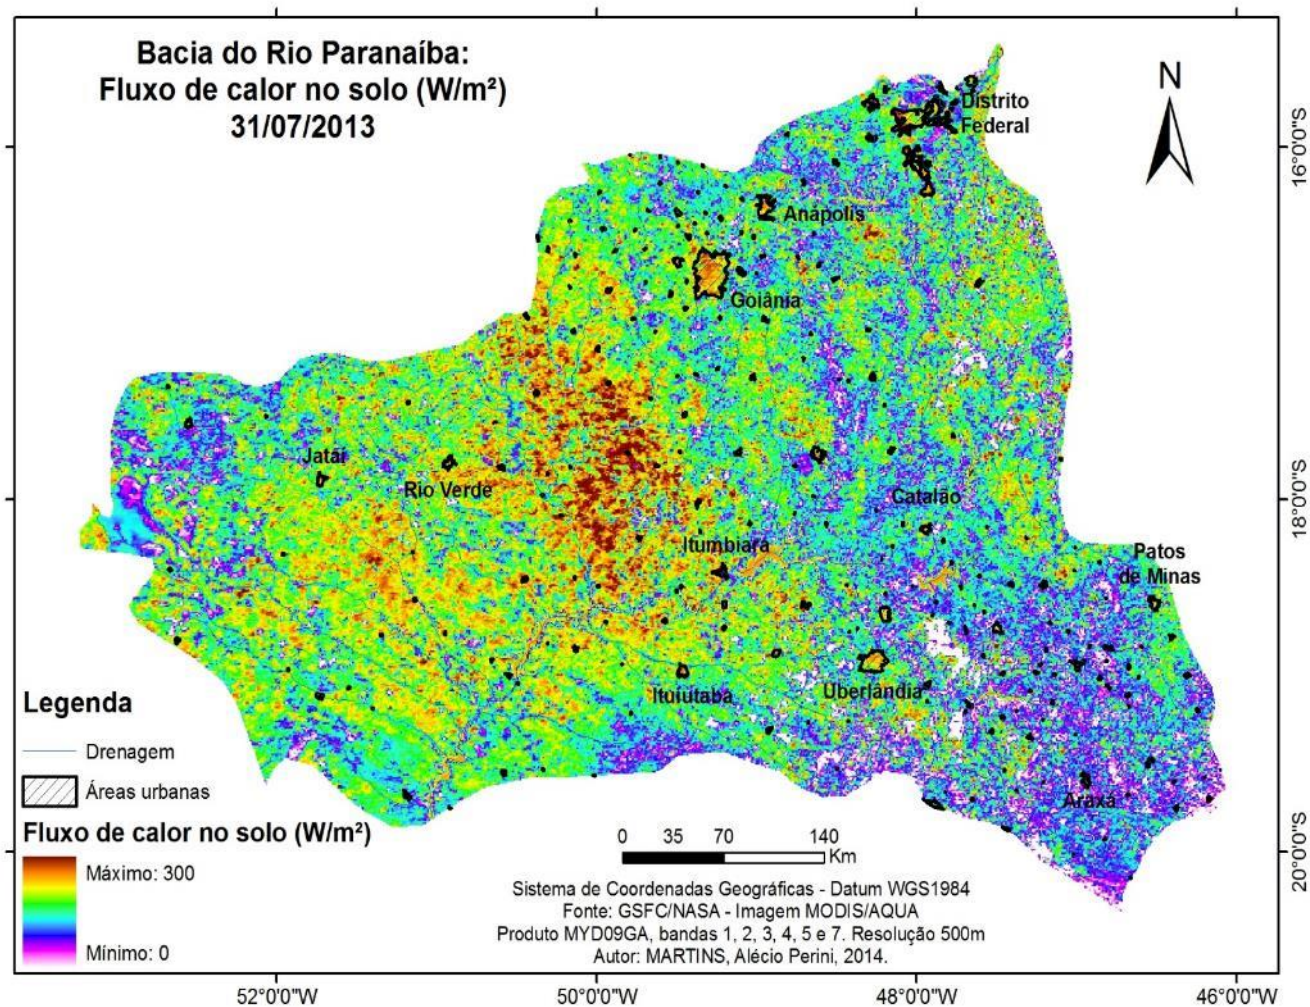 Bacia do Rio Paranaíba:
Fluxo de calor no solo (W/m²)
31/07/2013
N
Distrito
Federal
Anápolis
Goiânia
Jataí
Rio Verde
Catalão
Itumbiara
Patos
de Minas
Ituiutaba
Uberlândia
Araxá
16°0'0"S
18°0'0"S
20°0'0"S
Legenda
Drenagem
Áreas urbanas
Fluxo de calor no solo (W/m²)
Máximo: 300
Mínimo: 0
0 35 70 140
Km
Sistema de Coordenadas Geográficas - Datum WGS1984
Fonte: GSFC/NASA - Imagem MODIS/AQUA
Produto MYD09GA, bandas 1, 2, 3, 4, 5 e 7. Resolução 500m
Autor: MARTINS, Alécio Perini, 2014.
52°0'0"W 50°0'0"W 48°0'0"W 46°0'0"W